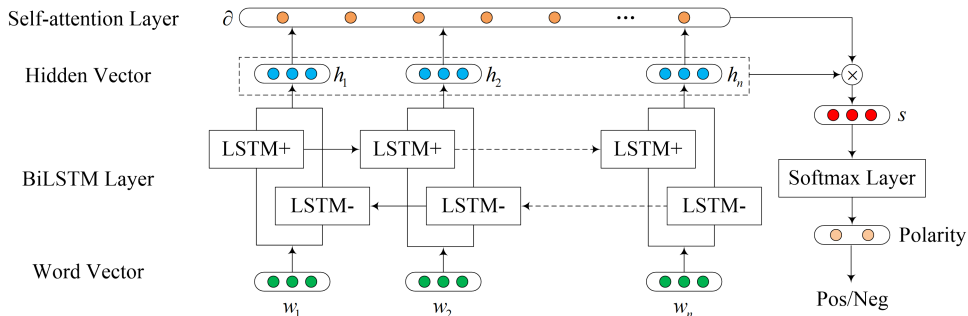 Self-attention Layer ∂ ...
Hidden Vector h₁ h₂ hₙ ×
s
LSTM+ LSTM+ LSTM+
BiLSTM Layer Softmax Layer
LSTM- LSTM- LSTM-
Polarity
Word Vector
w₁ w₂ wₙ Pos/Neg